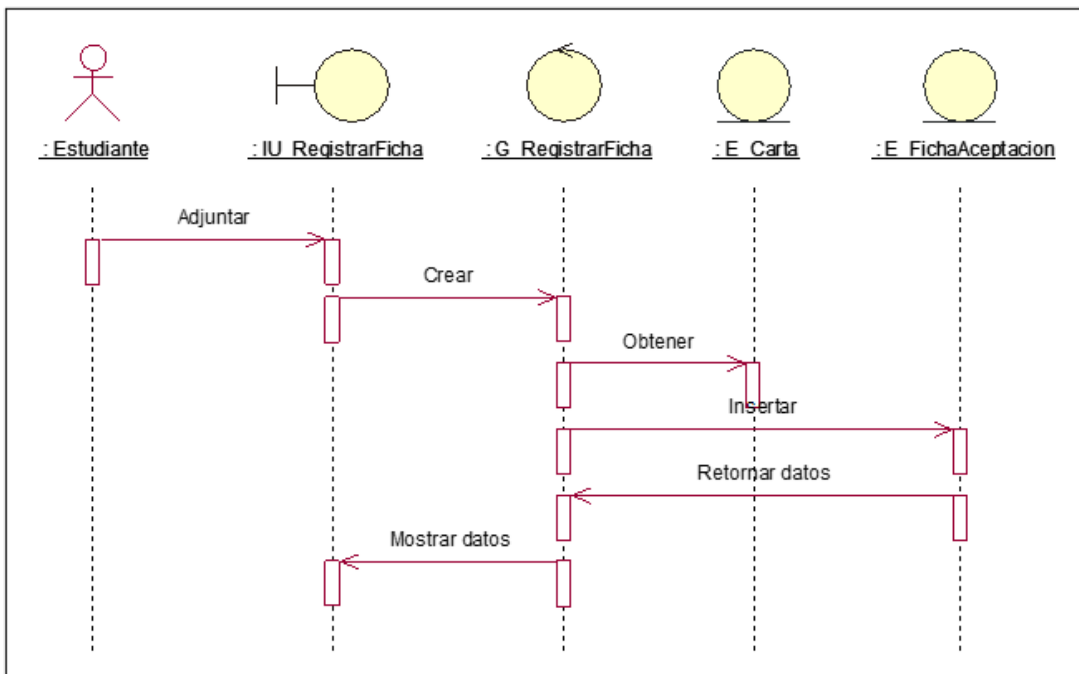 : Estudiante
: IU_RegistrarFicha
: G_RegistrarFicha
: E_Carta
: E_FichaAceptacion
Adjuntar
Crear
Obtener
Insertar
Retornar datos
Mostrar datos